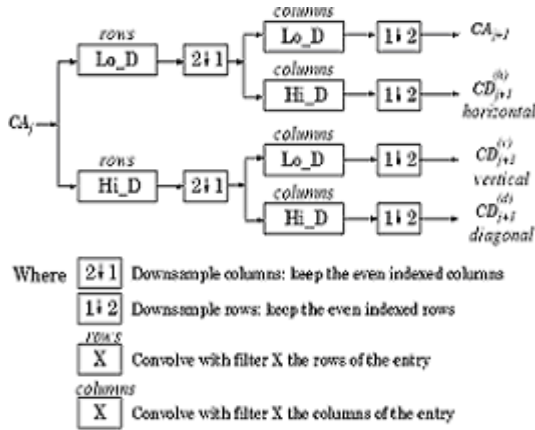 rows
Lo_D
2↓1
columns
Lo_D
1↓2
CA_{j+1}
columns
Hi_D
1↓2
CD_{j+1}^{(h)}
horizontal
CA_j
rows
Hi_D
2↓1
columns
Lo_D
1↓2
CD_{j+1}^{(v)}
vertical
columns
Hi_D
1↓2
CD_{j+1}^{(d)}
diagonal
Where 2↓1 Downsample columns: keep the even indexed columns
1↓2 Downsample rows: keep the even indexed rows
rows
X Convolve with filter X the rows of the entry
columns
X Convolve with filter X the columns of the entry